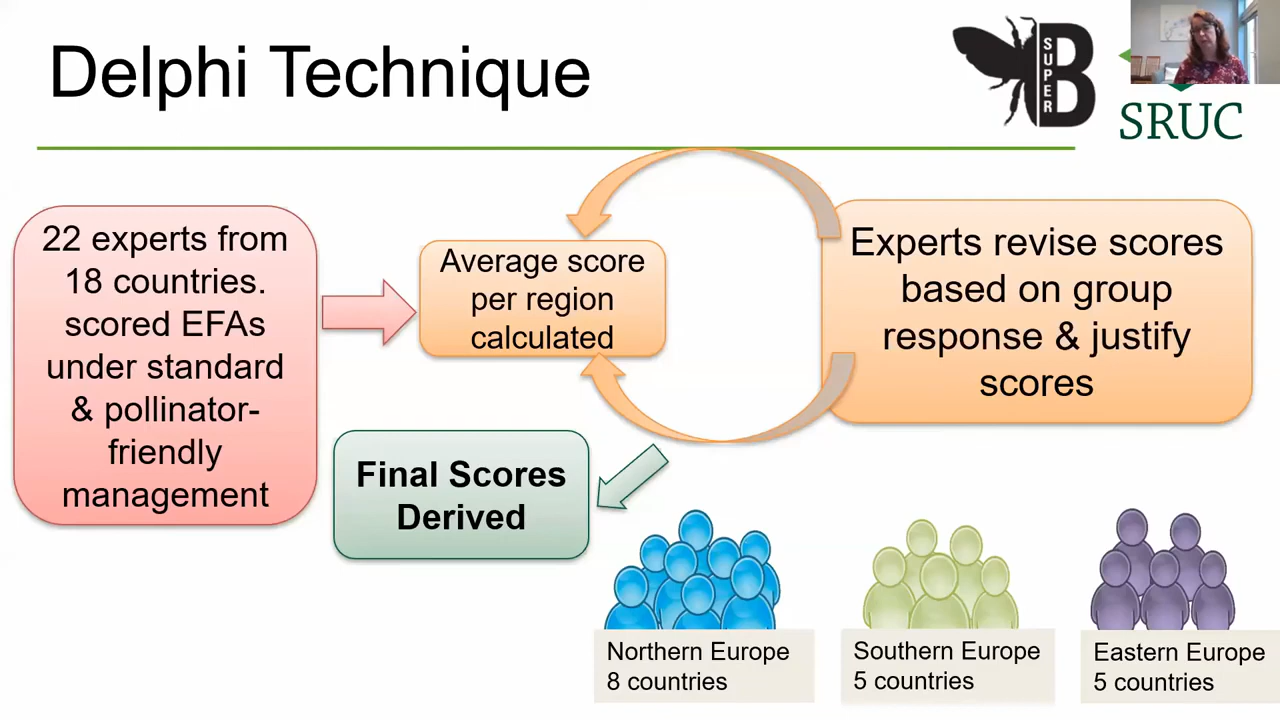 Delphi Technique
SUPER
B
SRUC
22 experts from
18 countries.
scored EFAs
under standard
& pollinator-
friendly
management
Average score
per region
calculated
Experts revise scores
based on group
response & justify
scores
Final Scores
Derived
Northern Europe
8 countries
Southern Europe
5 countries
Eastern Europe
5 countries